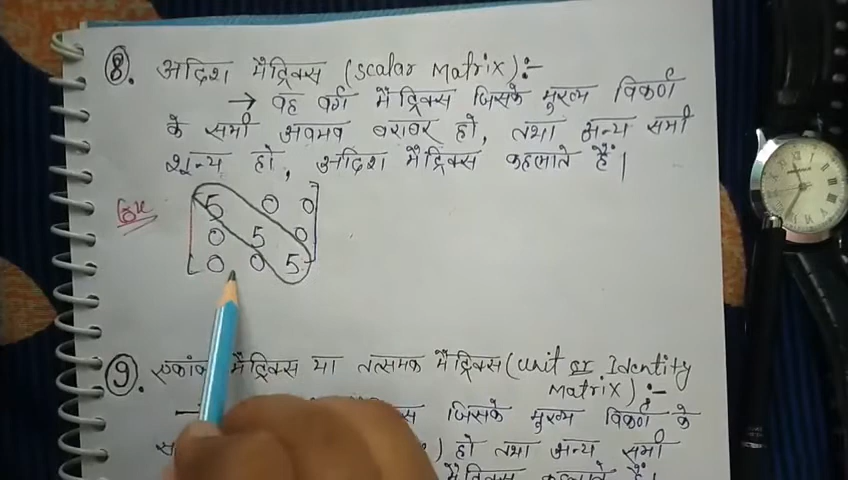 8. अदिश मैट्रिक्स (Scalar Matrix):-
→ वह वर्ग मैट्रिक्स जिसके मुख्य विकर्ण
के सभी अवयव बराबर हो, तथा अन्य सभी
शून्य हो, अदिश मैट्रिक्स कहलाते हैं।
5 0 0
0 5 0
0 0 5
9. एकांक मैट्रिक्स या तत्समक मैट्रिक्स (Unit or Identity
Matrix):-
जिसके मुख्य विकर्ण के
) हो तथा अन्य सभी
मैट्रिक्स कहलाते हैं।